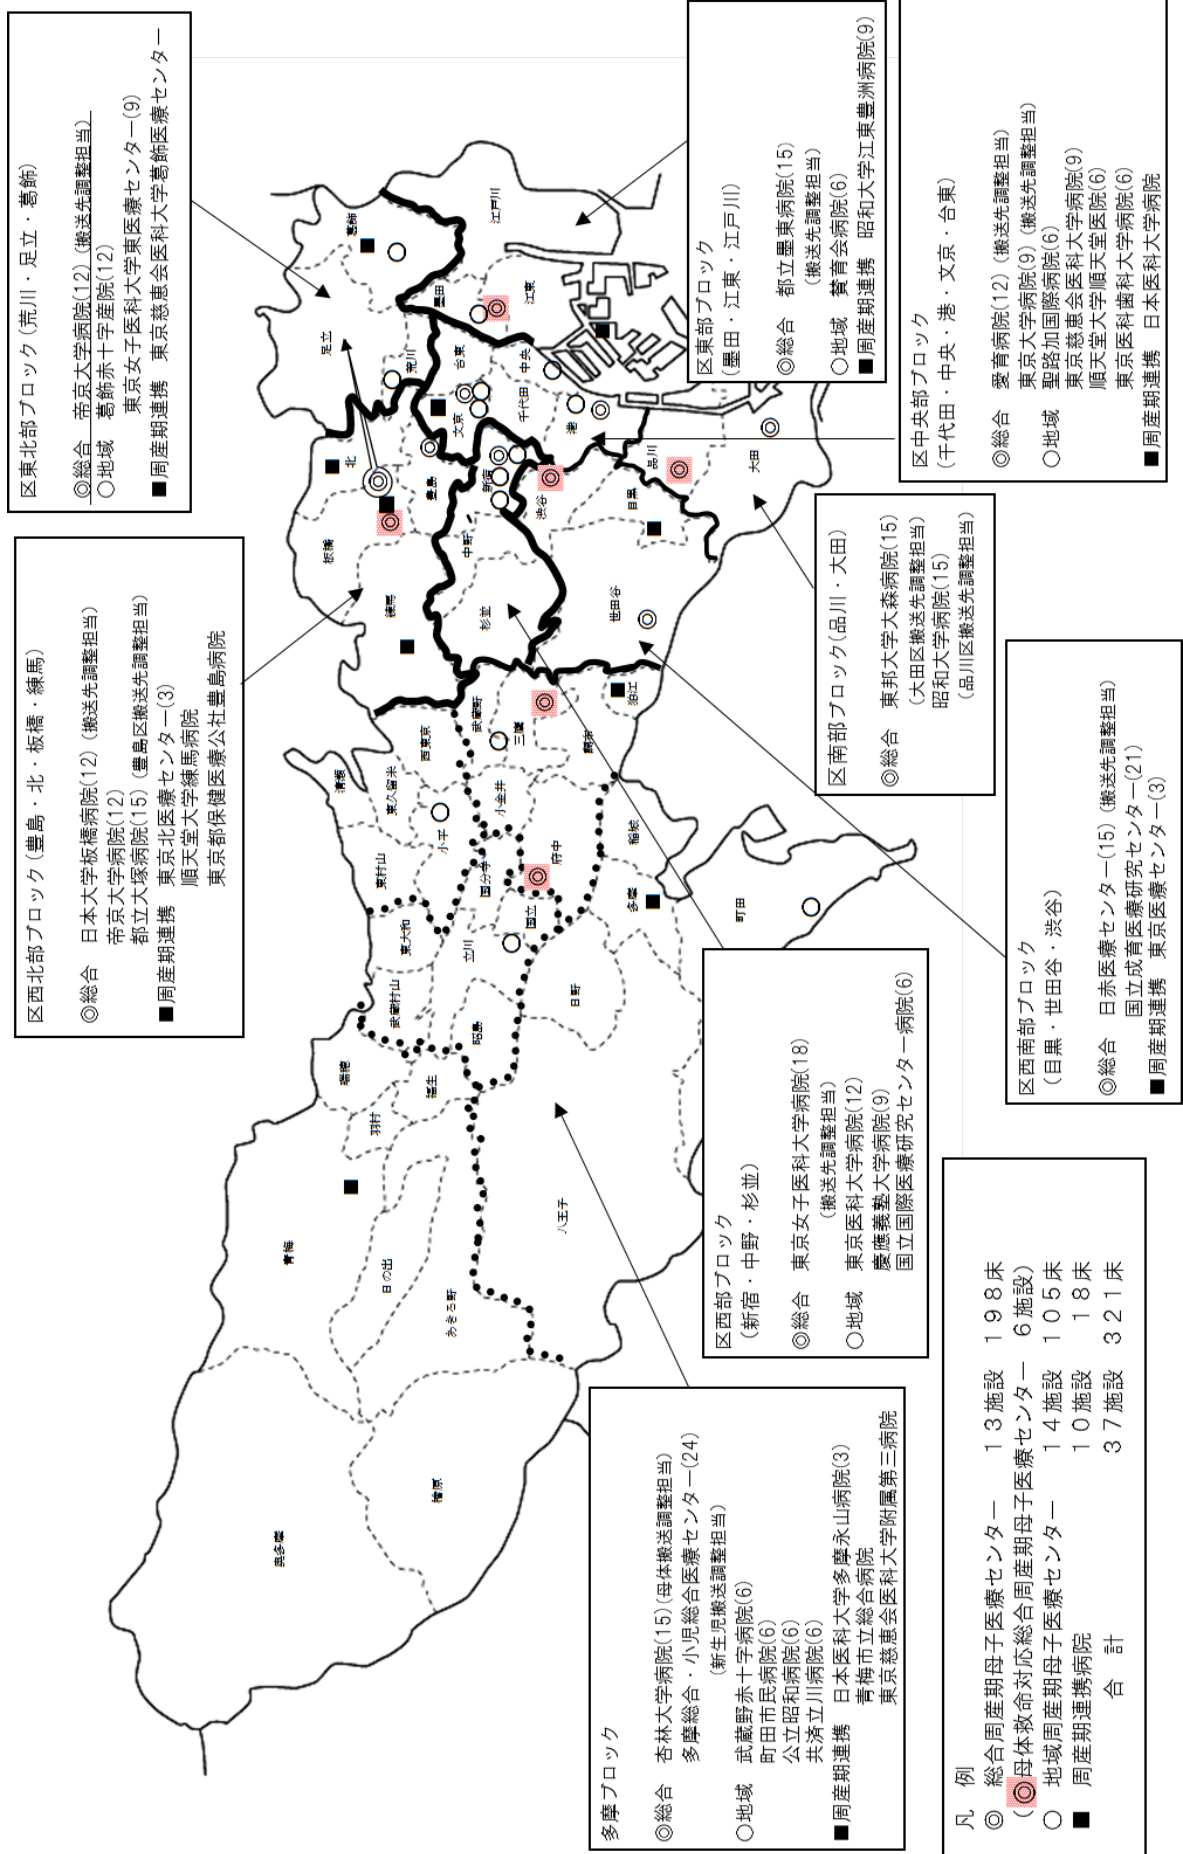 区東北部ブロック(荒川・足立・葛飾)
◎総合 帝京大学病院(12)(搬送先調整担当)
○地域 葛飾赤十字産院(12)
東京女子医科大学東医療センター(9)
■周産期連携 東京慈恵会医科大学葛飾医療センター
区西北部ブロック(豊島・北・板橋・練馬)
◎総合 日本大学板橋病院(12)(搬送先調整担当)
帝京大学病院(12)
都立大塚病院(15)(豊島区搬送先調整担当)
■周産期連携 東京北医療センター(3)
順天堂大学練馬病院
東京都保健医療公社豊島病院
区東部ブロック
(墨田・江東・江戸川)
◎総合 都立墨東病院(15)
(搬送先調整担当)
○地域 賛育会病院(6)
■周産期連携 昭和大学江東豊洲病院(9)
区中央部ブロック
(千代田・中央・港・文京・台東)
◎総合 愛育病院(12)(搬送先調整担当)
東京大学病院(9)(搬送先調整担当)
○地域 聖路加国際病院(6)
東京慈恵会医科大学病院(9)
順天堂大学順天堂医院(6)
東京医科歯科大学病院(6)
■周産期連携 日本医科大学病院
区南部ブロック(品川・大田)
◎総合 東邦大学大森病院(15)
(大田区搬送先調整担当)
昭和大学病院(15)
(品川区搬送先調整担当)
区西南部ブロック
(目黒・世田谷・渋谷)
◎総合 日赤医療センター(15)(搬送先調整担当)
国立成育医療研究センター(21)
■周産期連携 東京医療センター(3)
区西部ブロック
(新宿・中野・杉並)
◎総合 東京女子医科大学病院(18)
(搬送先調整担当)
○地域 東京医科大学病院(12)
慶應義塾大学病院(9)
国立国際医療研究センター病院(6)
多摩ブロック
◎総合 杏林大学病院(15)(母体搬送調整担当)
多摩総合・小児総合医療センター(24)
(新生児搬送調整担当)
○地域 武蔵野赤十字病院(6)
町田市民病院(6)
公立昭和病院(6)
共済立川病院(6)
■周産期連携 日本医科大学多摩永山病院(3)
青梅市立総合病院
東京慈恵会医科大学附属第三病院
凡 例
◎ 総合周産期母子医療センター 13施設 198床
(◎母体救命対応総合周産期母子医療センター 6施設)
○ 地域周産期母子医療センター 14施設 105床
■ 周産期連携病院 10施設 18床
合 計 37施設 321床
奥多摩
檜原
青梅
日の出
あきる野
八王子
瑞穂
羽村
福生
武蔵村山
昭島
東大和
立川
日野
東村山
国分寺
国立
府中
多摩
稲城
町田
清瀬
東久留米
小平
小金井
西東京
武蔵野
三鷹
調布
狛江
練馬
板橋
北
豊島
中野
杉並
新宿
渋谷
世田谷
目黒
品川
大田
足立
荒川
葛飾
文京
台東
千代田
中央
港
墨田
江東
江戸川